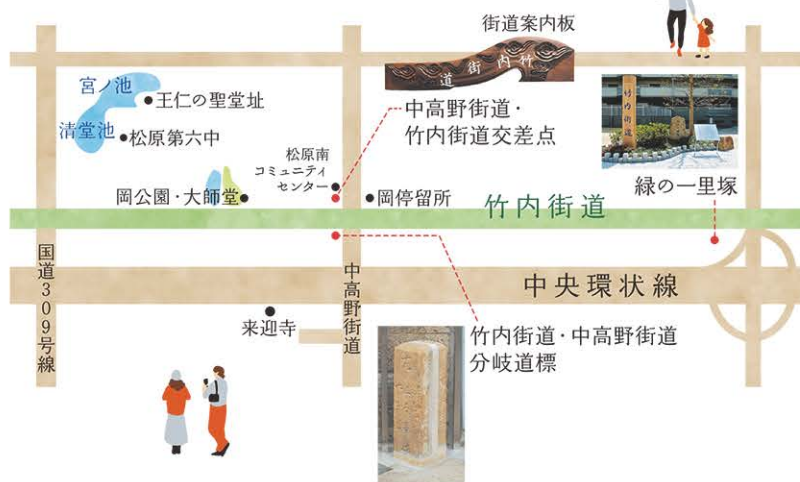 街道案内板
竹内街道
宮ノ池
王仁の聖堂址
清堂池
松原第六中
中高野街道・
竹内街道交差点
竹内街道
松原南
コミュニティ
センター
緑の一里塚
岡公園・大師堂
岡停留所
竹内街道
国道309号線
中高野街道
中央環状線
来迎寺
竹内街道・中高野街道
分岐道標